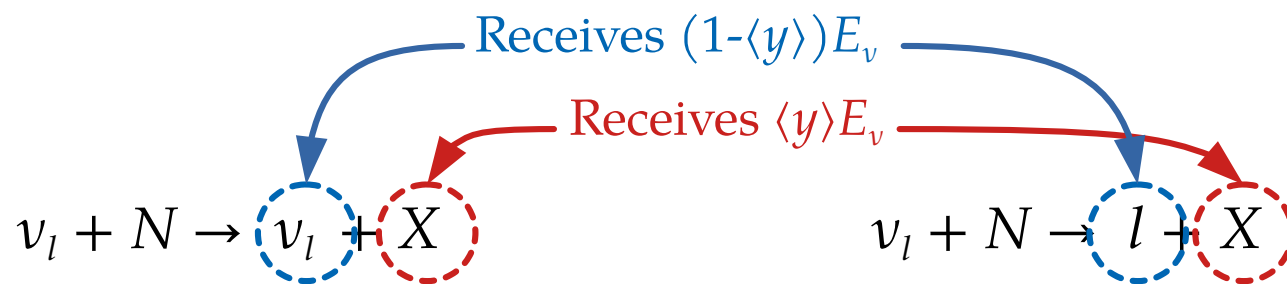 Receives (1-⟨y⟩)E_ν
Receives ⟨y⟩E_ν
ν_l + N → ν_l + X
ν_l + N → l + X